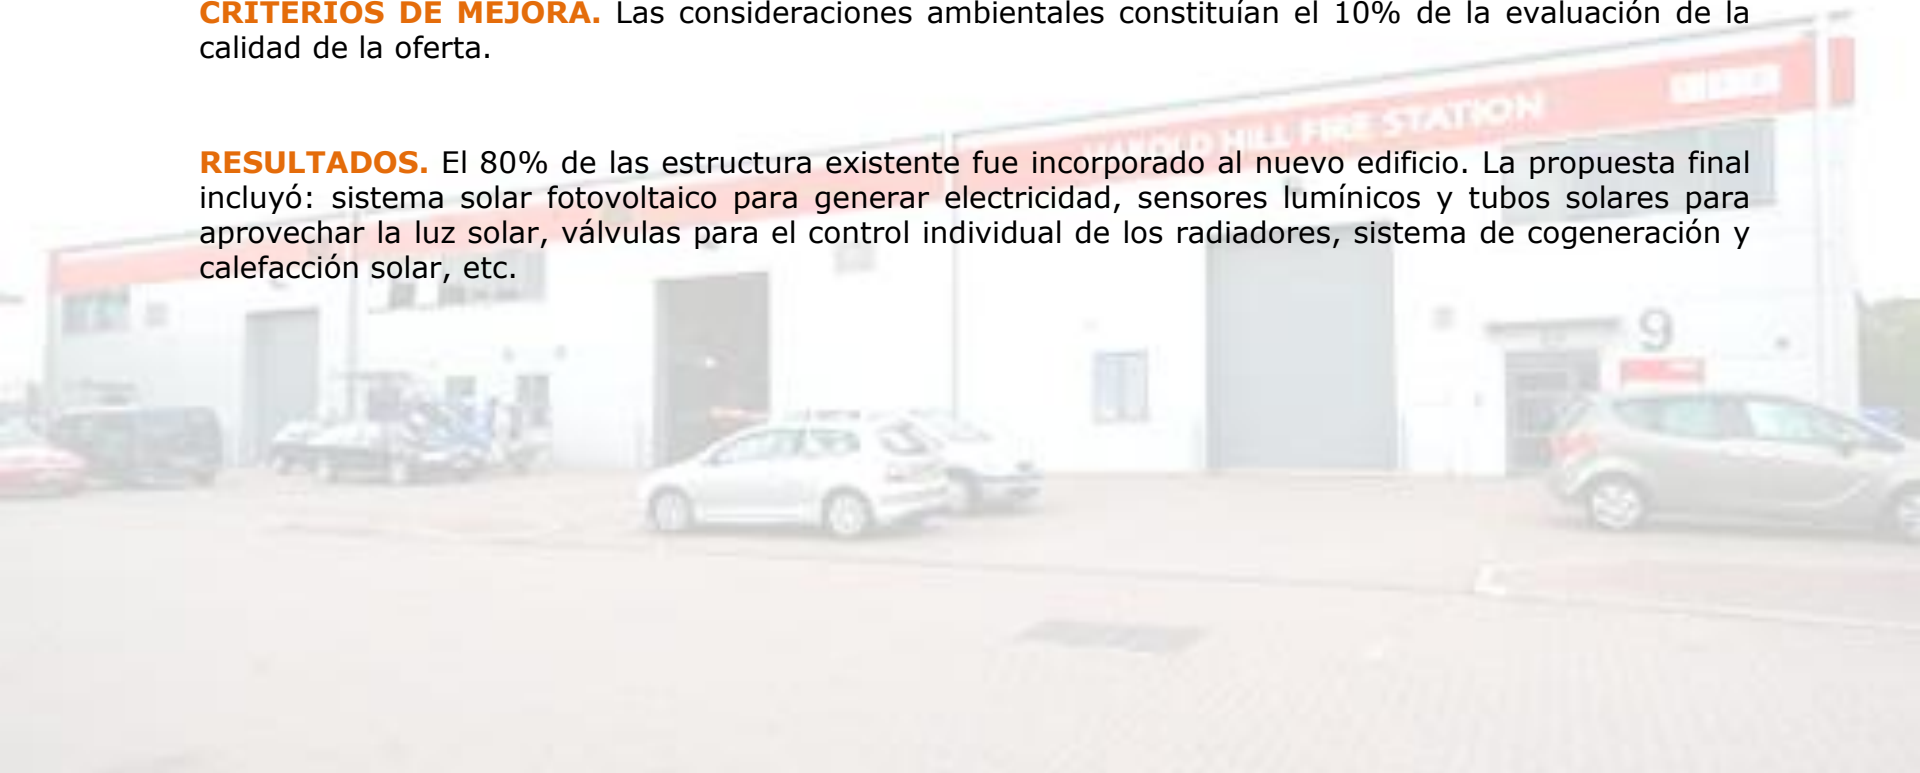 CRITERIOS DE MEJORA. Las consideraciones ambientales constituían el 10% de la evaluación de la
calidad de la oferta.
HAROLD HILL FIRE STATION
RESULTADOS. El 80% de las estructura existente fue incorporado al nuevo edificio. La propuesta final
incluyó: sistema solar fotovoltaico para generar electricidad, sensores lumínicos y tubos solares para
aprovechar la luz solar, válvulas para el control individual de los radiadores, sistema de cogeneración y
calefacción solar, etc.
9